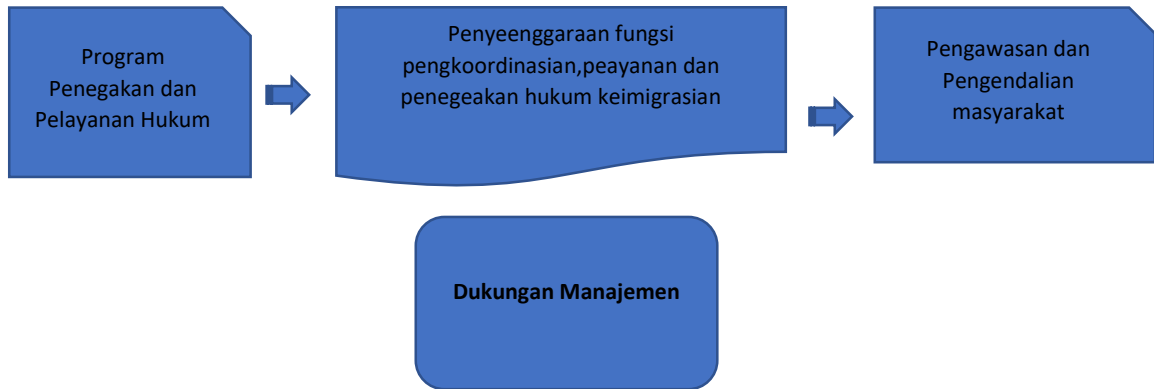 Program
Penegakan dan
Pelayanan Hukum
Penyeenggaraan fungsi
pengkoordinasian,peayanan dan
penegeakan hukum keimigrasian
Pengawasan dan
Pengendalian
masyarakat
Dukungan Manajemen